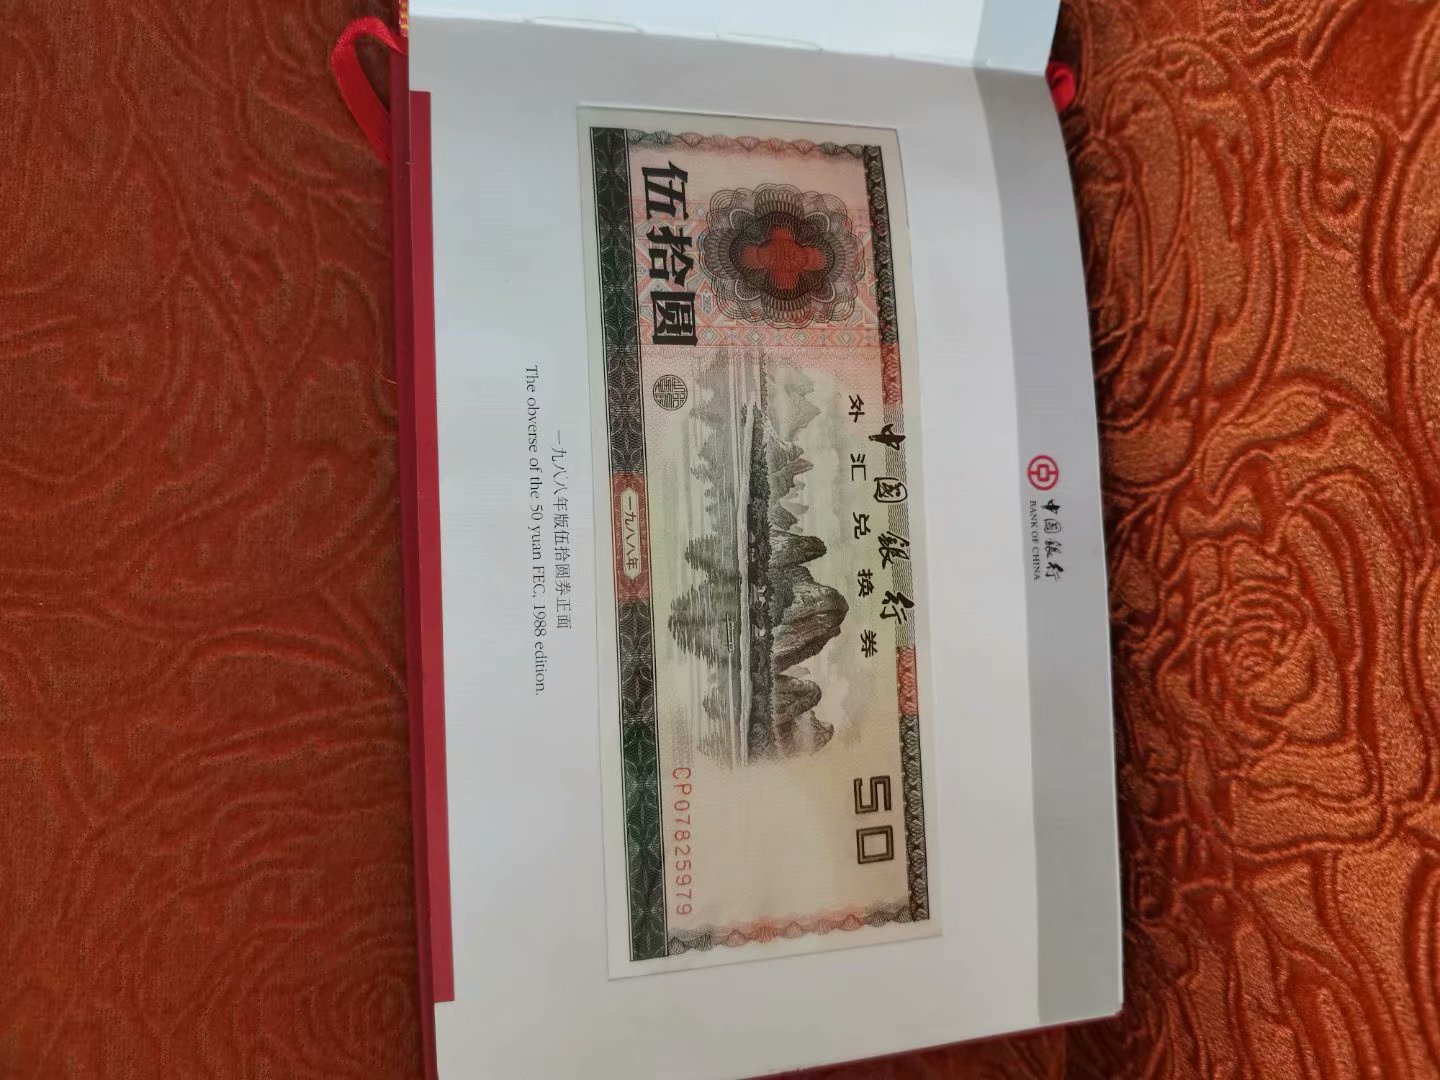 中国银行
BANK OF CHINA
中國銀行
外汇兑换券
50
伍拾圆
一九八八年
CP07825979
一九八八年版伍拾圆券正面
The obverse of the 50 yuan FEC, 1988 edition.